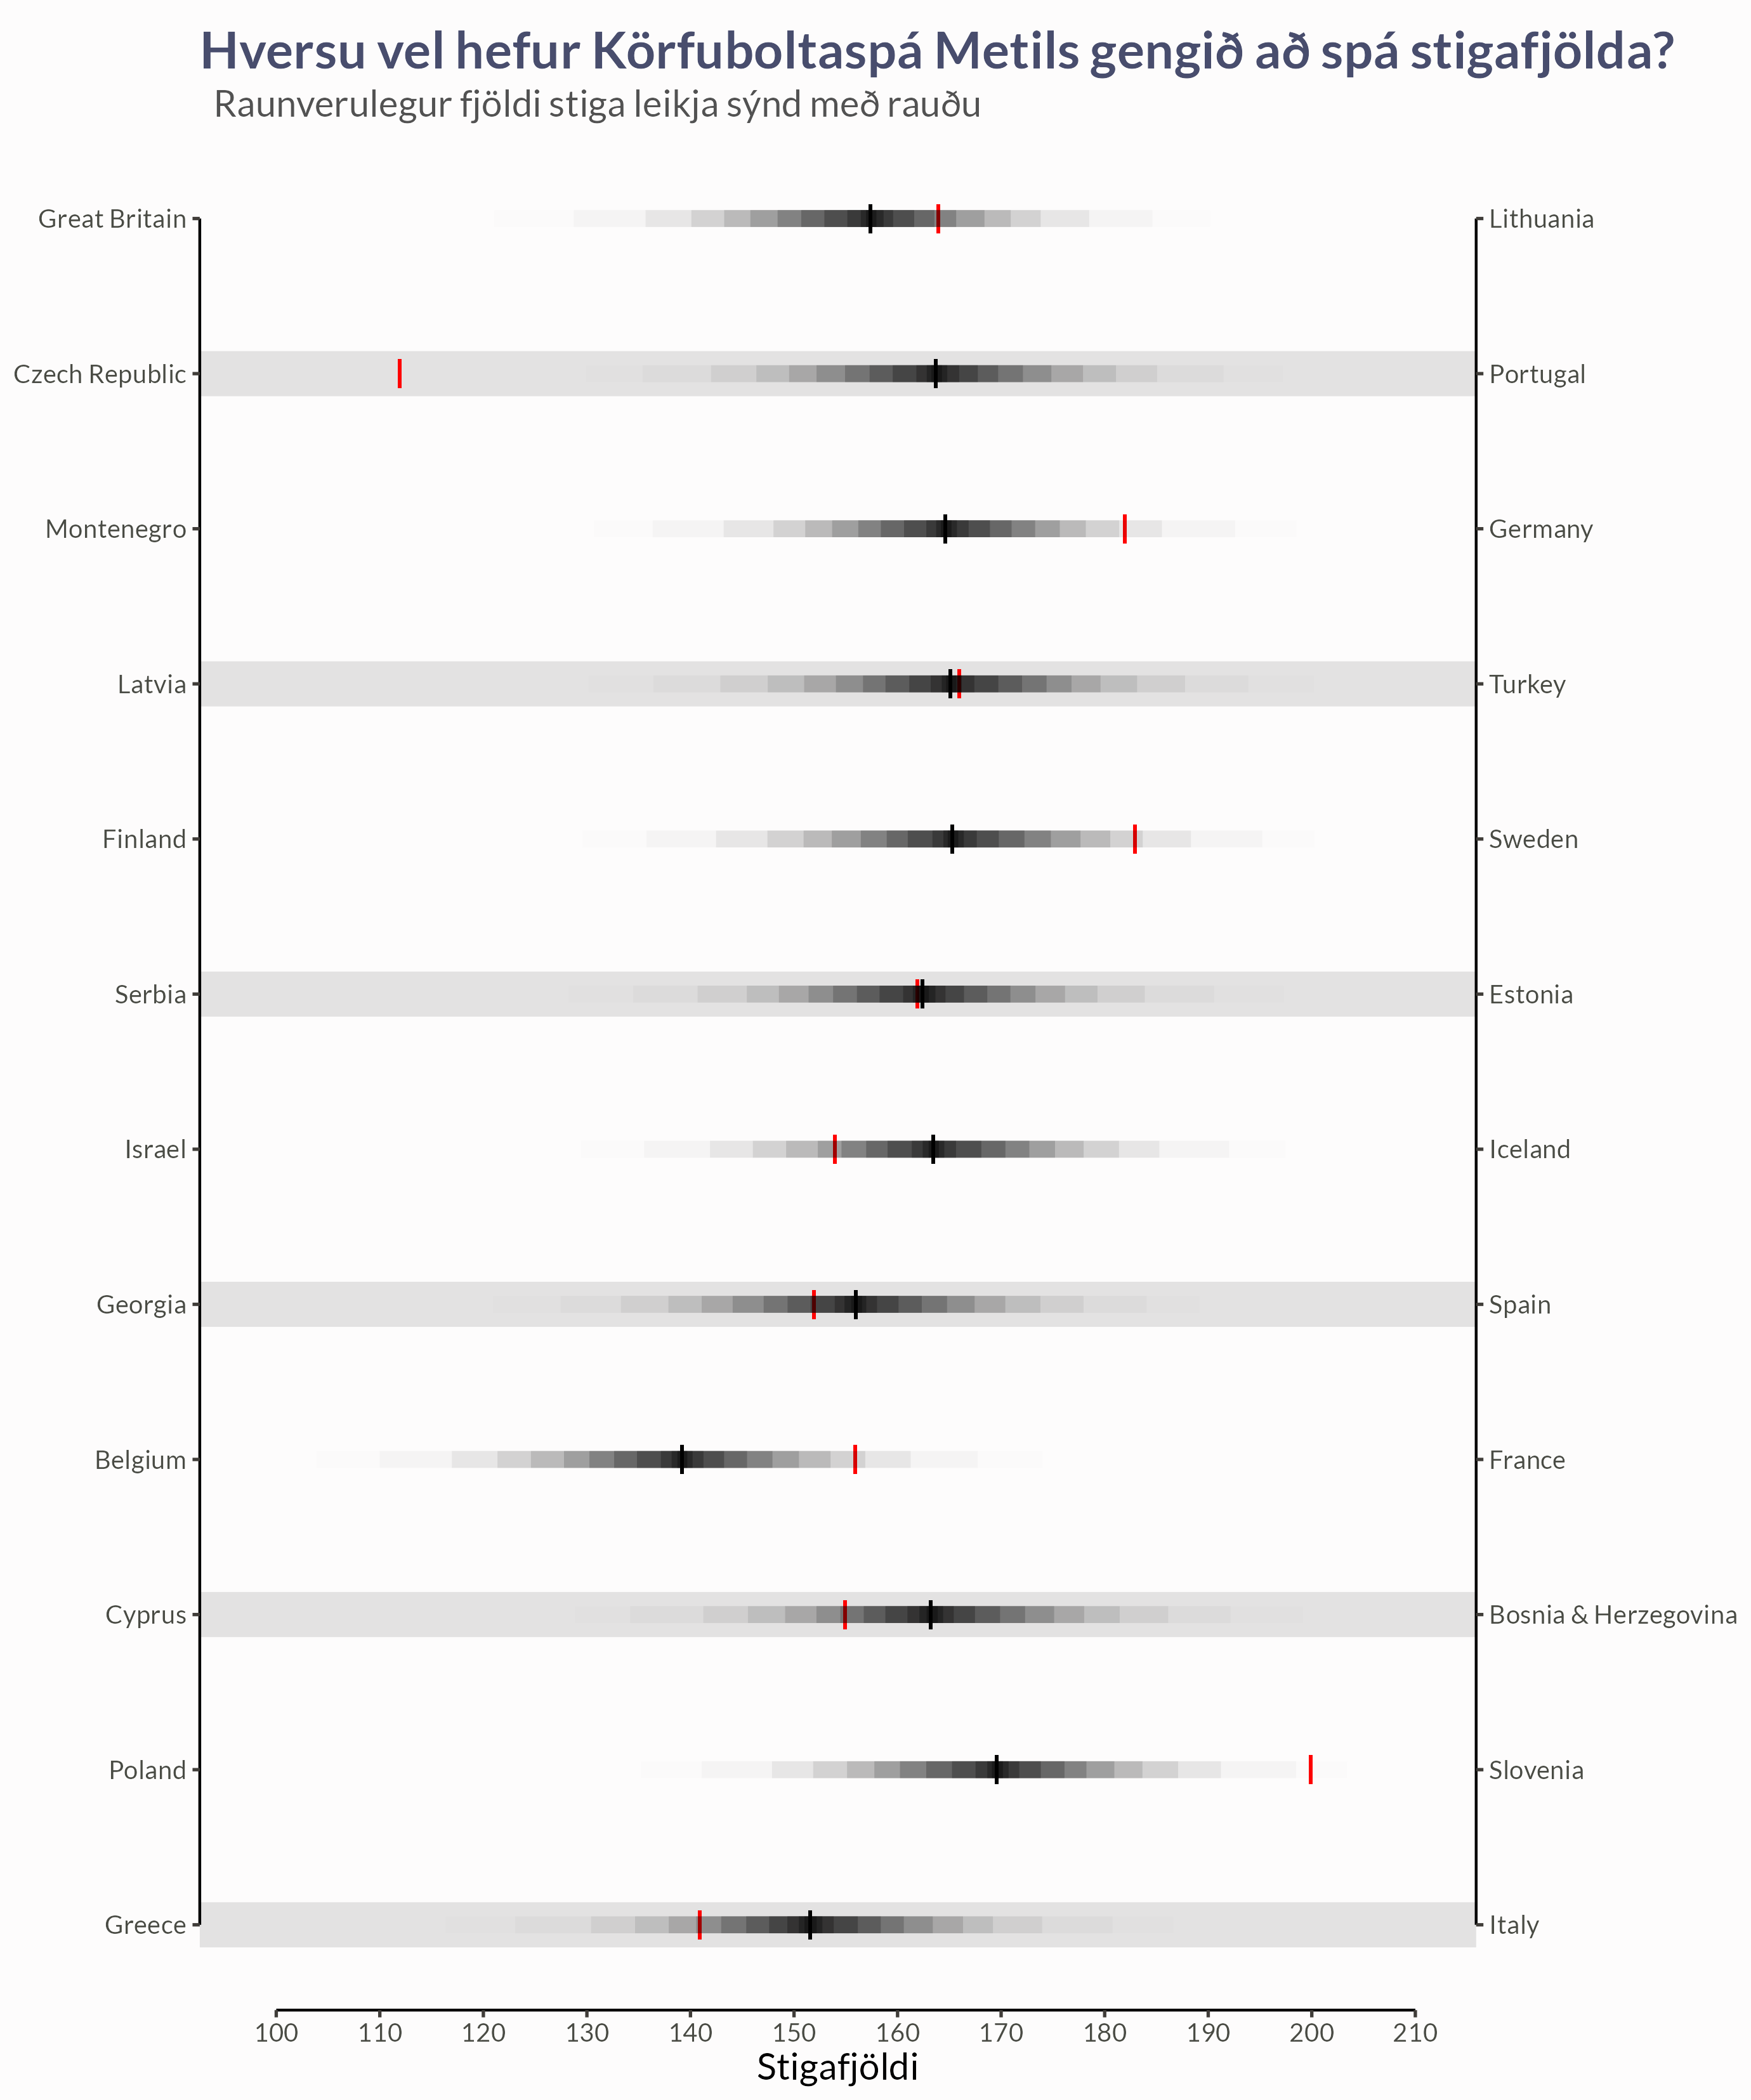 Hversu vel hefur Körfuboltaspá Metils gengið að spá stigafjölda?
Raunverulegur fjöldi stiga leikja sýnd með rauðu
Great Britain Lithuania
Czech Republic Portugal
Montenegro Germany
Latvia Turkey
Finland Sweden
Serbia Estonia
Israel Iceland
Georgia Spain
Belgium France
Cyprus Bosnia & Herzegovina
Poland Slovenia
Greece Italy
100 110 120 130 140 150 160 170 180 190 200 210
Stigafjöldi